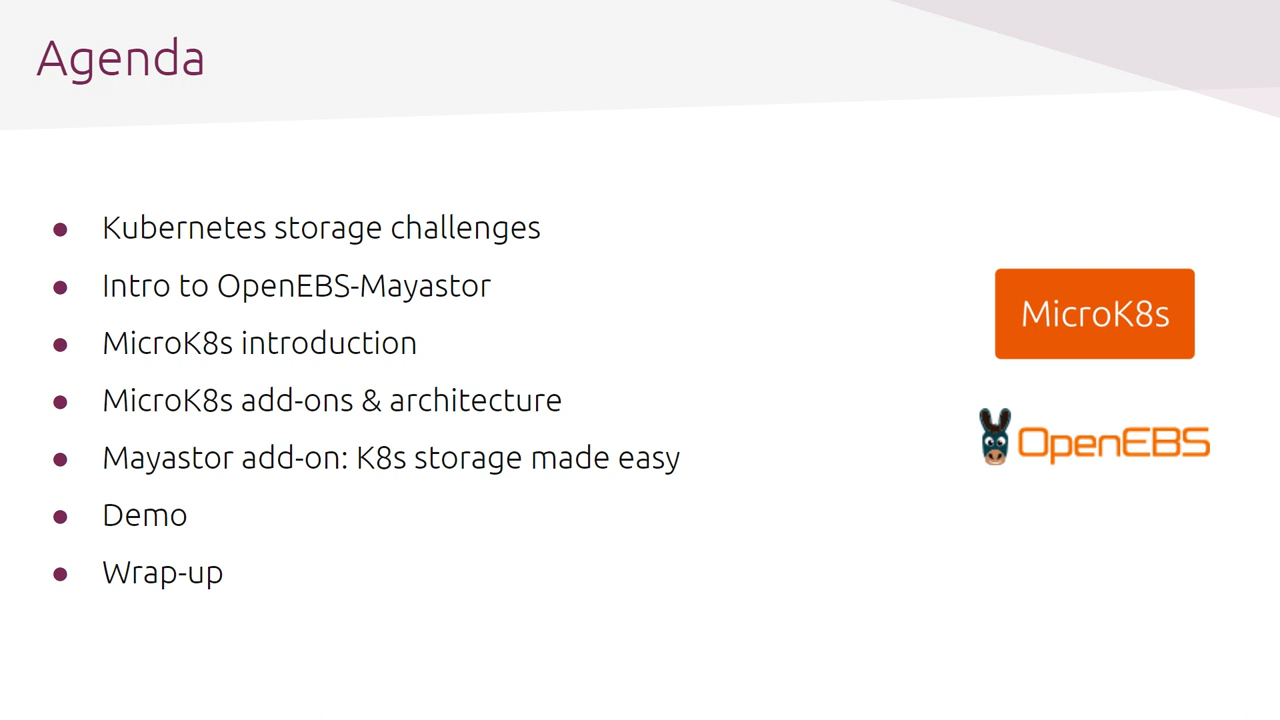 Agenda
Kubernetes storage challenges
Intro to OpenEBS-Mayastor
MicroK8s introduction
MicroK8s add-ons & architecture
Mayastor add-on: K8s storage made easy
Demo
Wrap-up
MicroK8s
OpenEBS